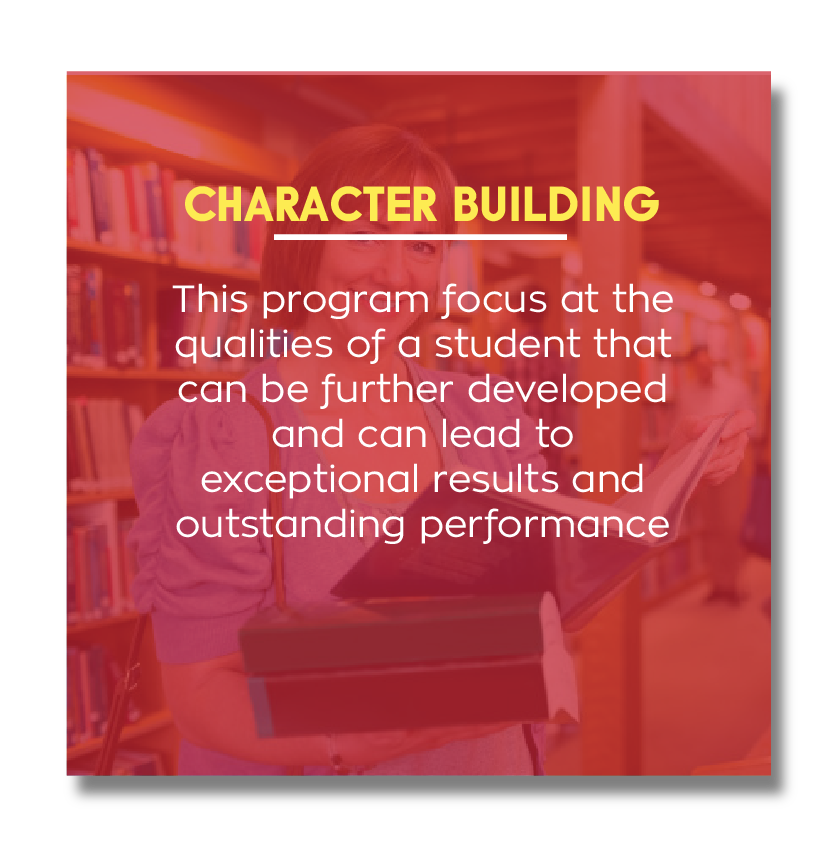 CHARACTER BUILDING
This program focus at the
qualities of a student that
can be further developed
and can lead to
exceptional results and
outstanding performance